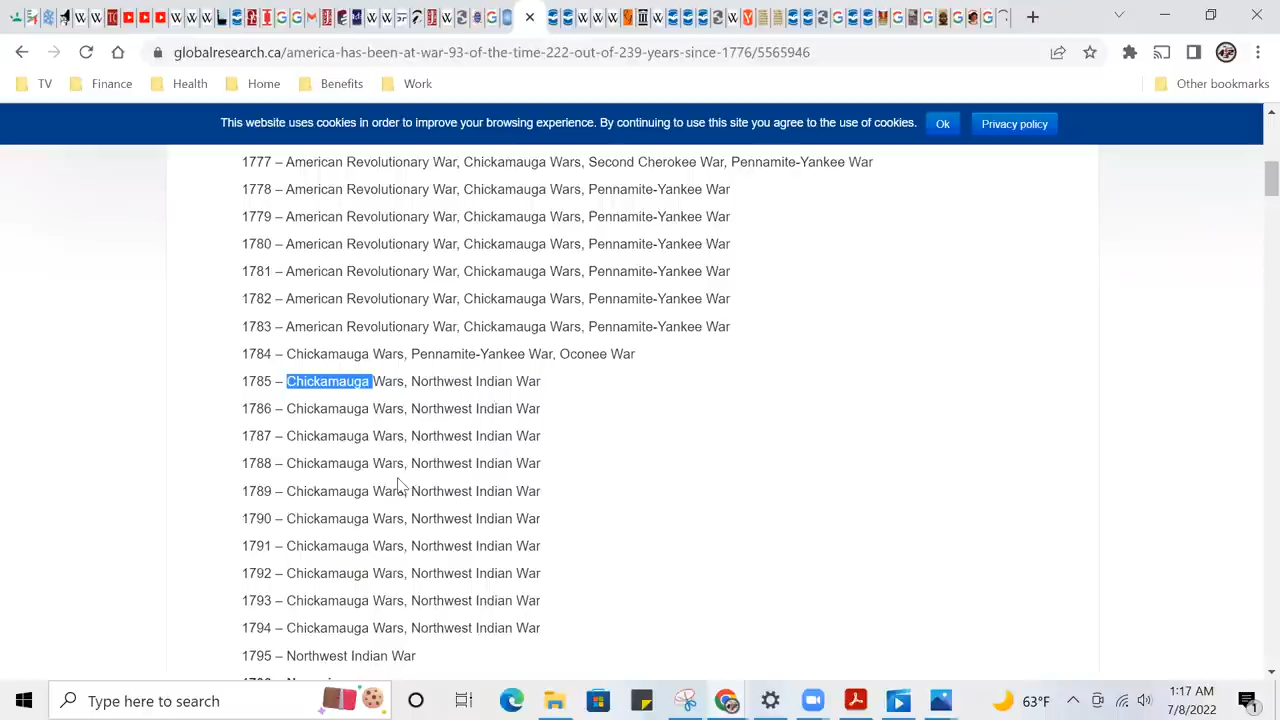 globalresearch.ca/america-has-been-at-war-93-of-the-time-222-out-of-239-years-since-1776/5565946
TV Finance Health Home Benefits Work Other bookmarks
This website uses cookies in order to improve your browsing experience. By continuing to use this site you agree to the use of cookies. Ok Privacy policy
1777 – American Revolutionary War, Chickamauga Wars, Second Cherokee War, Pennamite-Yankee War
1778 – American Revolutionary War, Chickamauga Wars, Pennamite-Yankee War
1779 – American Revolutionary War, Chickamauga Wars, Pennamite-Yankee War
1780 – American Revolutionary War, Chickamauga Wars, Pennamite-Yankee War
1781 – American Revolutionary War, Chickamauga Wars, Pennamite-Yankee War
1782 – American Revolutionary War, Chickamauga Wars, Pennamite-Yankee War
1783 – American Revolutionary War, Chickamauga Wars, Pennamite-Yankee War
1784 – Chickamauga Wars, Pennamite-Yankee War, Oconee War
1785 – Chickamauga Wars, Northwest Indian War
1786 – Chickamauga Wars, Northwest Indian War
1787 – Chickamauga Wars, Northwest Indian War
1788 – Chickamauga Wars, Northwest Indian War
1789 – Chickamauga Wars, Northwest Indian War
1790 – Chickamauga Wars, Northwest Indian War
1791 – Chickamauga Wars, Northwest Indian War
1792 – Chickamauga Wars, Northwest Indian War
1793 – Chickamauga Wars, Northwest Indian War
1794 – Chickamauga Wars, Northwest Indian War
1795 – Northwest Indian War
Type here to search
63°F
1:17 AM
7/8/2022